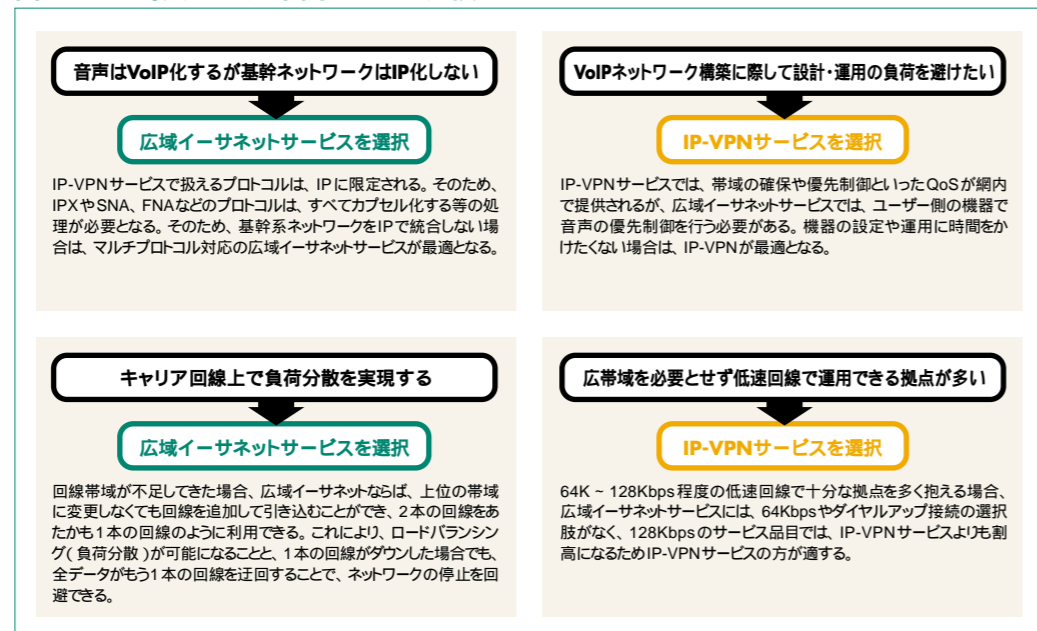 音声はVoIP化するが基幹ネットワークはIP化しない
広域イーサネットサービスを選択
IP-VPNサービスで扱えるプロトコルは、IPに限定される。そのため、
IPXやSNA、FNAなどのプロトコルは、すべてカプセル化する等の処
理が必要となる。そのため、基幹系ネットワークをIPで統合しない場
合は、マルチプロトコル対応の広域イーサネットサービスが最適となる。
VoIPネットワーク構築に際して設計・運用の負荷を避けたい
IP-VPNサービスを選択
IP-VPNサービスでは、帯域の確保や優先制御といったQoSが網内
で提供されるが、広域イーサネットサービスでは、ユーザー側の機器で
音声の優先制御を行う必要がある。機器の設定や運用に時間をか
けたくない場合は、IP-VPNが最適となる。
キャリア回線上で負荷分散を実現する
広域イーサネットサービスを選択
回線帯域が不足してきた場合、広域イーサネットならば、上位の帯域
に変更しなくても回線を追加して引き込むことができ、2本の回線をあ
たかも1本の回線のように利用できる。これにより、ロードバランシン
グ(負荷分散)が可能になることと、1本の回線がダウンした場合でも、
全データがもう1本の回線を迂回することで、ネットワークの停止を回
避できる。
広帯域を必要とせず低速回線で運用できる拠点が多い
IP-VPNサービスを選択
64K ~ 128Kbps程度の低速回線で十分な拠点を多く抱える場合、
広域イーサネットサービスには、64Kbpsやダイヤルアップ接続の選択
肢がなく、128Kbpsのサービス品目では、IP-VPNサービスよりも割
高になるためIP-VPNサービスの方が適する。